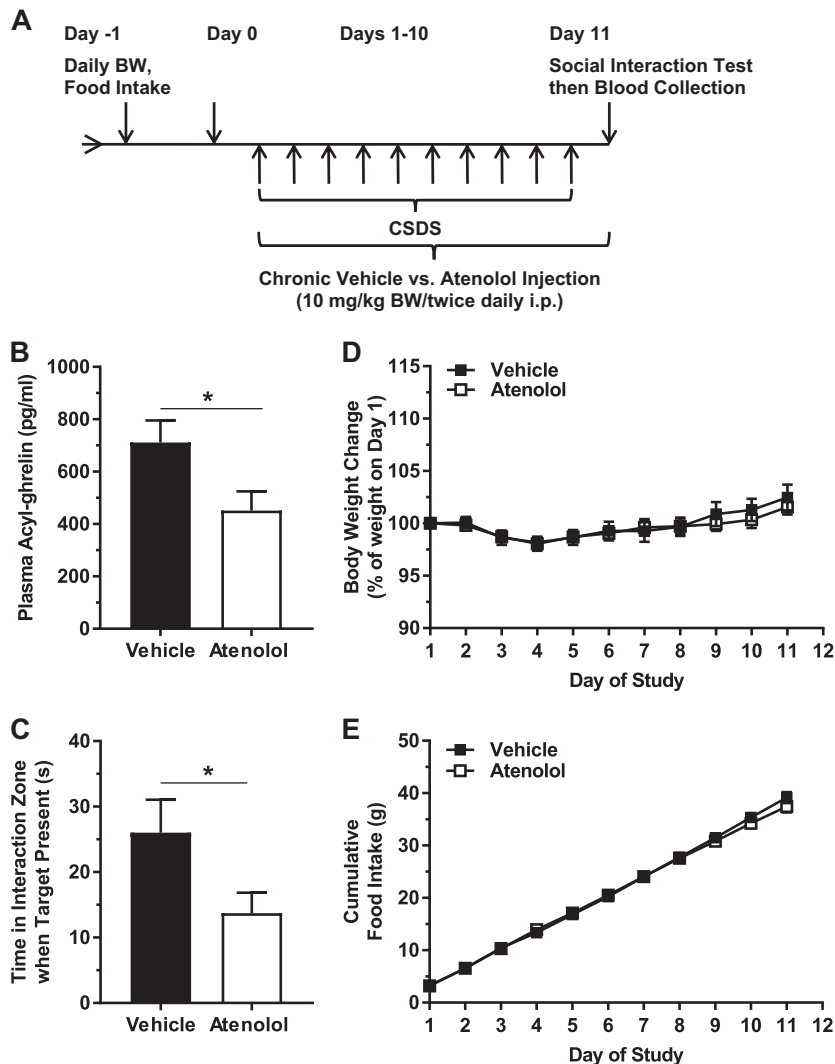 A
Day -1 Day 0 Days 1-10 Day 11
Daily BW,
Food Intake
Social Interaction Test
then Blood Collection
CSDS
Chronic Vehicle vs. Atenolol Injection
(10 mg/kg BW/twice daily i.p.)
B
Plasma Acyl-ghrelin (pg/ml)
1000
800
600
400
200
0
*
Vehicle Atenolol
D
Body Weight Change
(% of weight on Day 1)
115
110
105
100
95
90
Vehicle
Atenolol
1 2 3 4 5 6 7 8 9 10 11 12
Day of Study
C
Time in Interaction Zone
when Target Present (s)
40
30
20
10
0
*
Vehicle Atenolol
E
Cumulative
Food Intake (g)
50
40
30
20
10
0
Vehicle
Atenolol
1 2 3 4 5 6 7 8 9 10 11 12
Day of Study